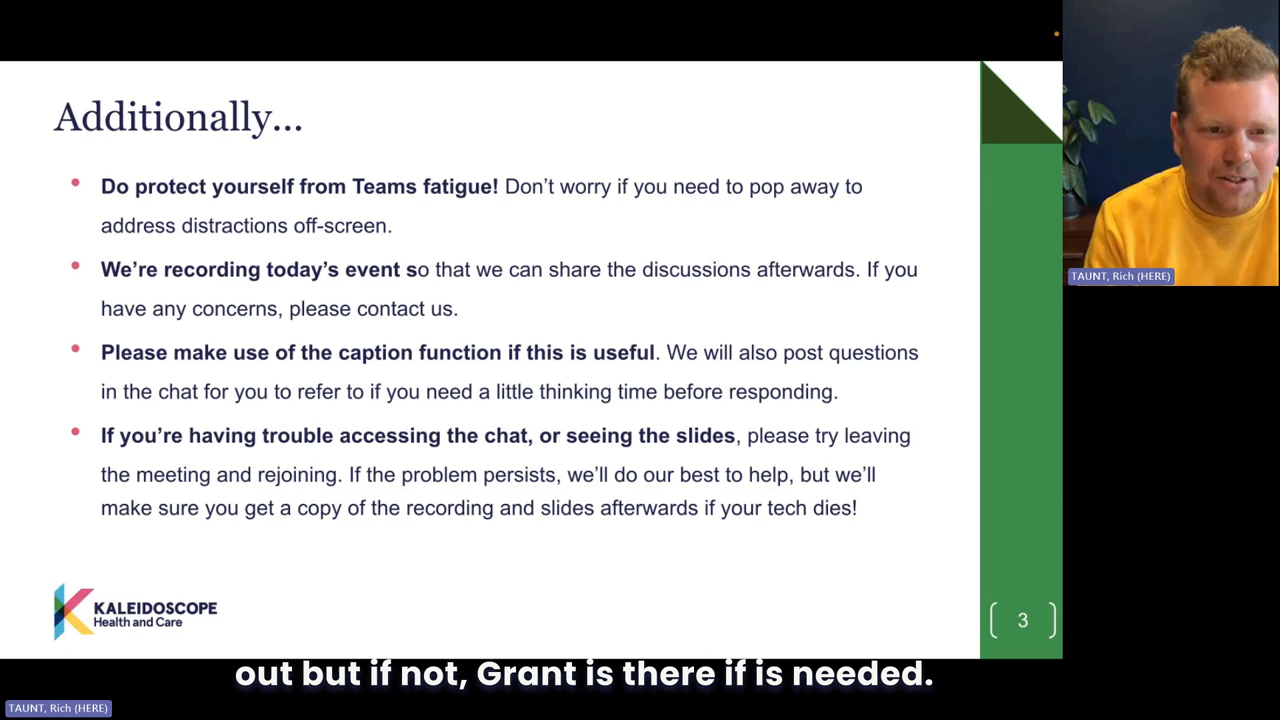 Additionally...
• Do protect yourself from Teams fatigue! Don’t worry if you need to pop away to
address distractions off-screen.
• We’re recording today’s event so that we can share the discussions afterwards. If you
have any concerns, please contact us.
• Please make use of the caption function if this is useful. We will also post questions
in the chat for you to refer to if you need a little thinking time before responding.
• If you’re having trouble accessing the chat, or seeing the slides, please try leaving
the meeting and rejoining. If the problem persists, we’ll do our best to help, but we’ll
make sure you get a copy of the recording and slides afterwards if your tech dies!
KALEIDOSCOPE
Health and Care
3
TAUNT, Rich (HERE)
out but if not, Grant is there if is needed.
TAUNT, Rich (HERE)